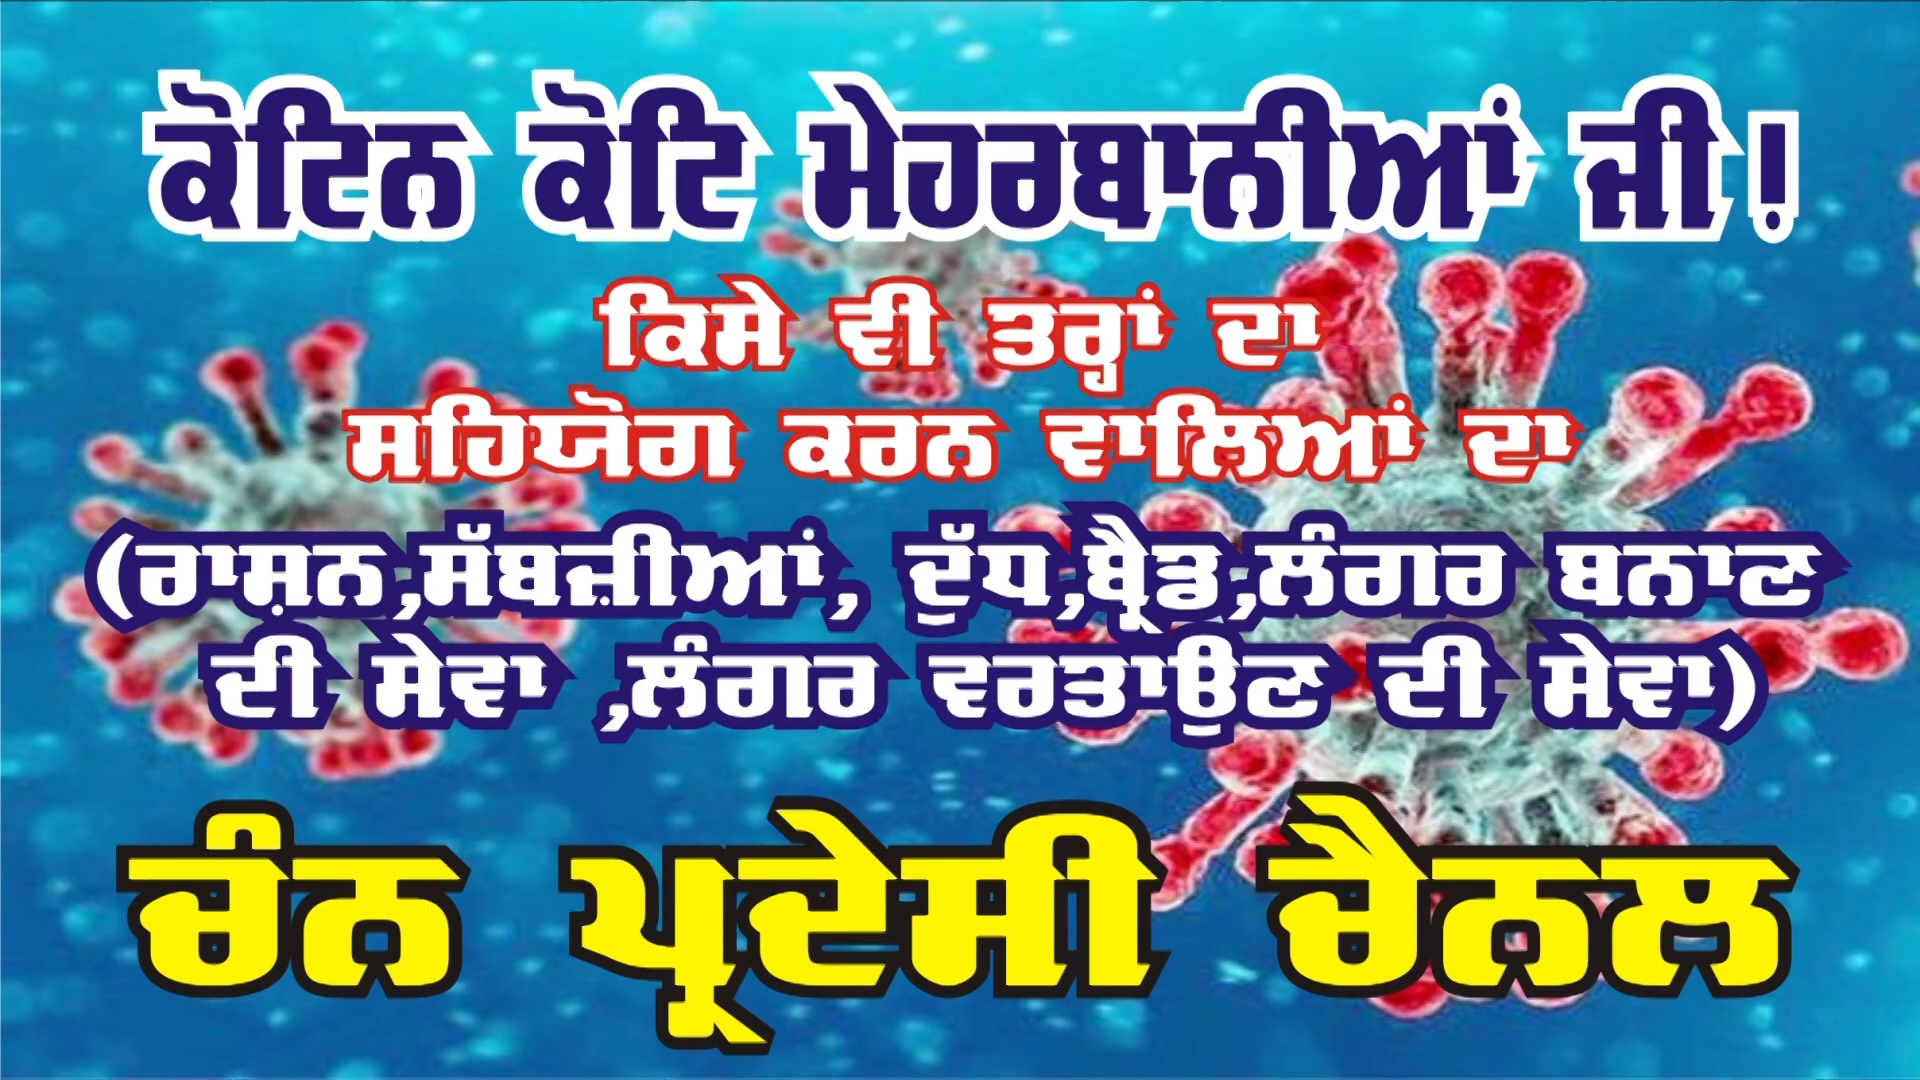 ਕੋਟਿਨ ਕੋਟਿ ਮੇਹਰਬਾਨੀਆਂ ਜੀ!
ਕਿਸੇ ਵੀ ਤਰ੍ਹਾਂ ਦਾ
ਸਹਿਯੋਗ ਕਰਨ ਵਾਲਿਆਂ ਦਾ
(ਰਾਸ਼ਨ,ਸੱਬਜ਼ੀਆਂ, ਦੁੱਧ,ਬ੍ਰੈਡ,ਲੰਗਰ ਬਨਾਣ
ਦੀ ਸੇਵਾ ,ਲੰਗਰ ਵਰਤਾਉਣ ਦੀ ਸੇਵਾ)
ਚੰਨ ਪ੍ਰਦੇਸੀ ਚੈਨਲ